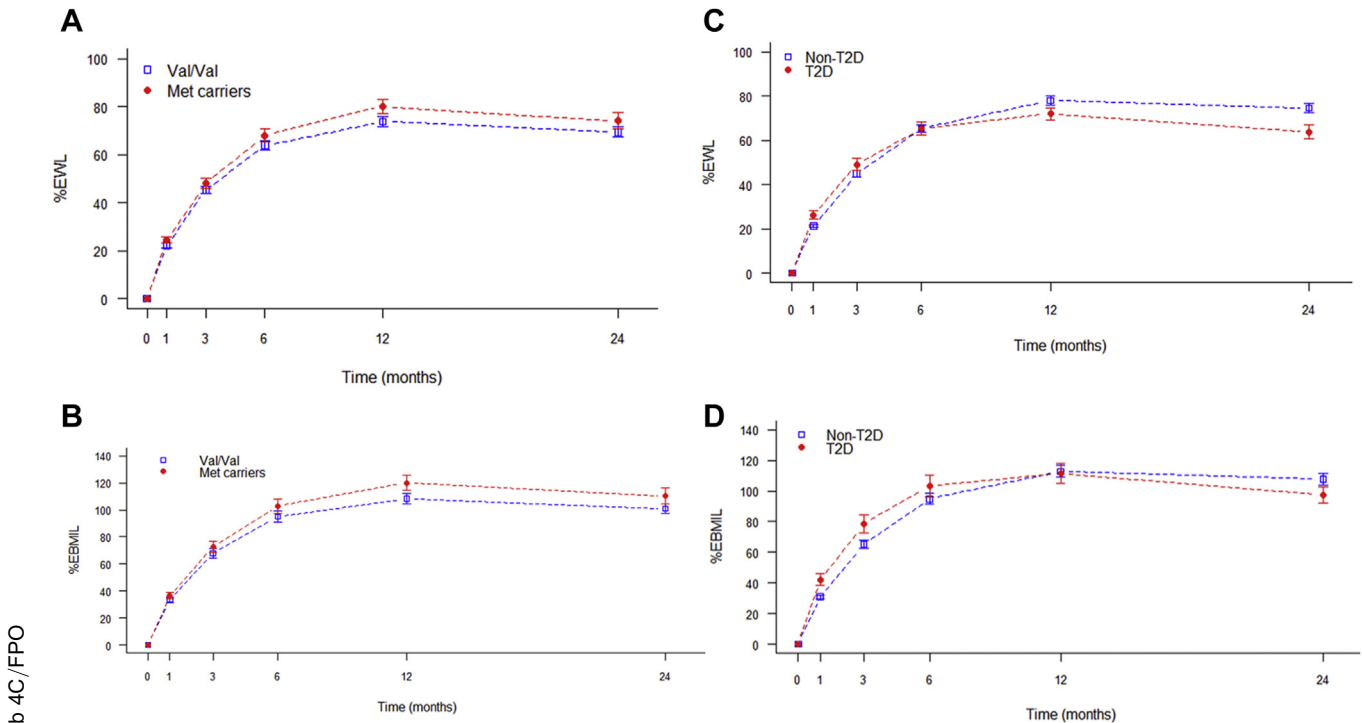 A
Val/Val
Met carriers
100
80
60
40
20
0
%EWL
0 1 3 6 12 24
Time (months)
B
Val/Val
Met carriers
140
120
100
80
60
40
20
0
%EBMIL
0 1 3 6 12 24
Time (months)
C
Non-T2D
T2D
100
80
60
40
20
0
%EWL
0 1 3 6 12 24
Time (months)
D
Non-T2D
T2D
140
120
100
80
60
40
20
0
%EBMIL
0 1 3 6 12 24
Time (months)
b 4C/FPO